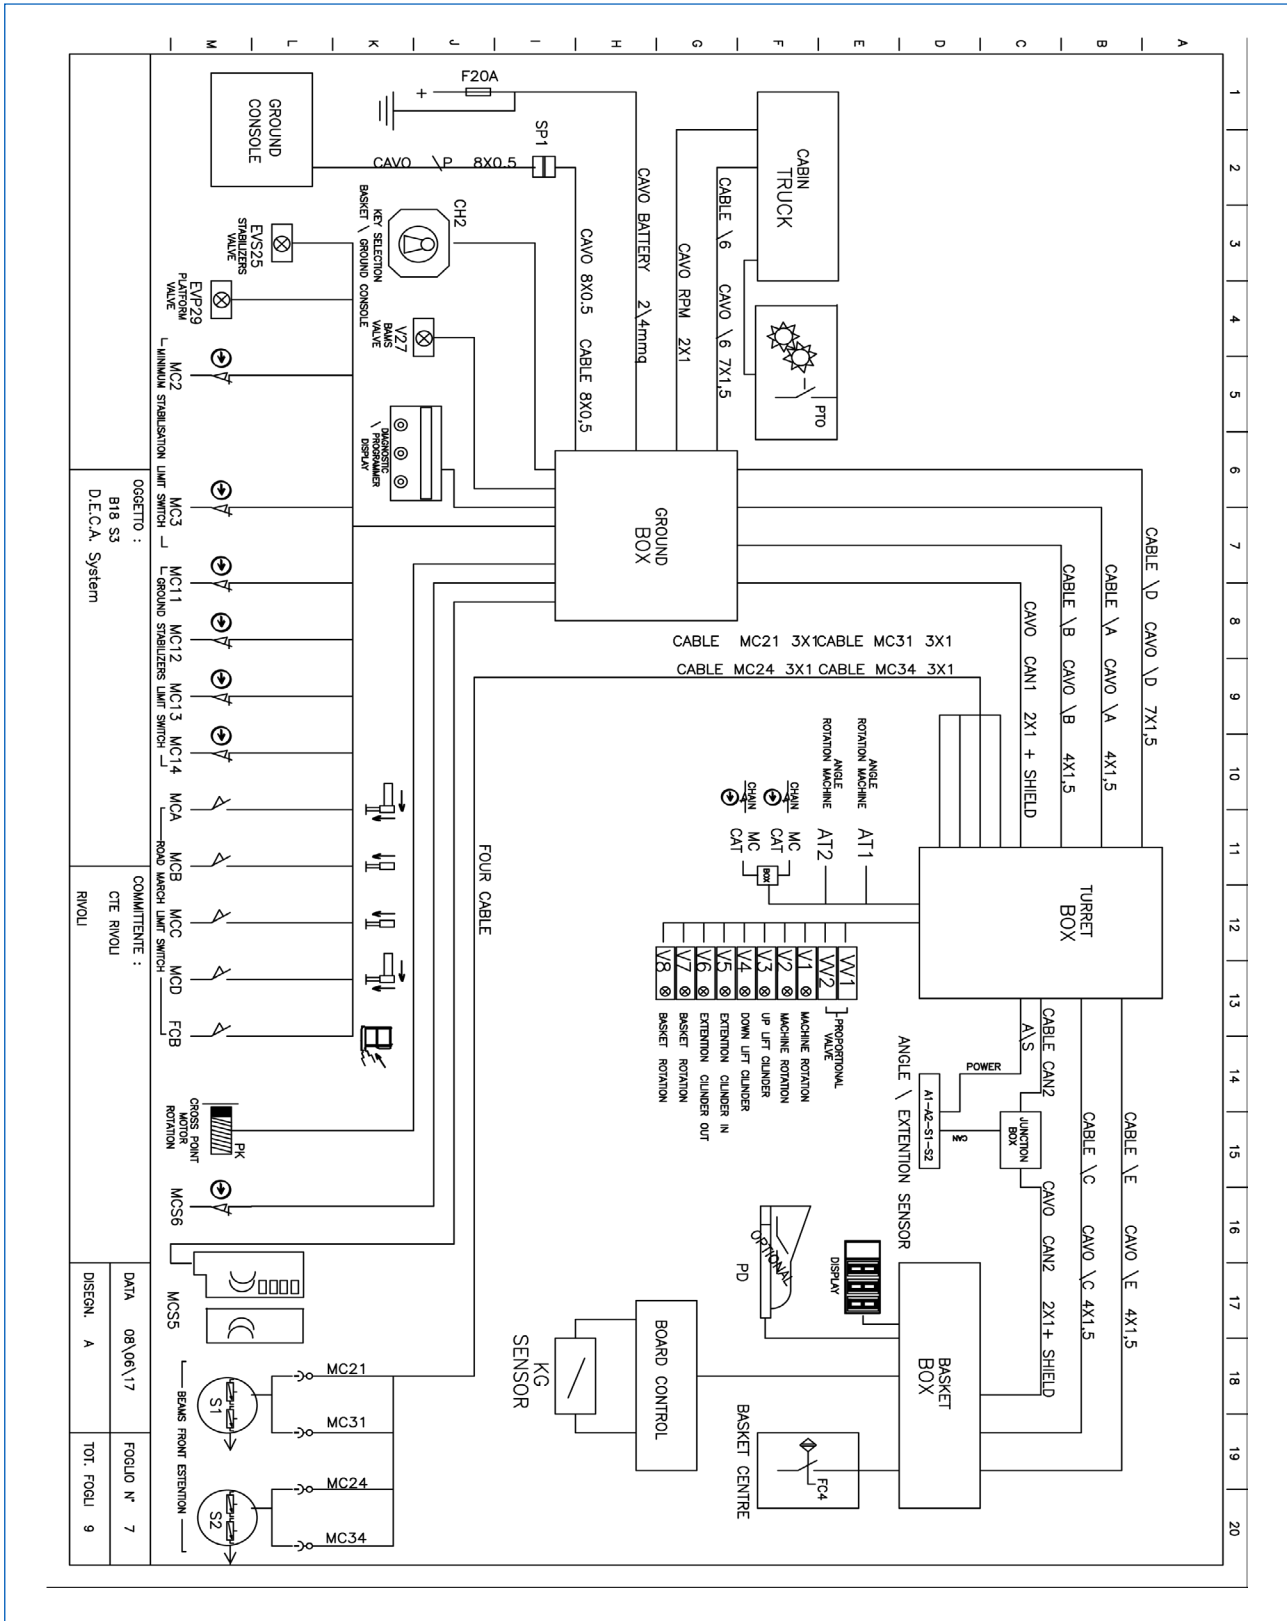 A
B
C
D
E
F
G
H
I
J
K
L
M
1
2
3
4
5
6
7
8
9
10
11
12
13
14
15
16
17
18
19
20
CABIN
TRUCK
PTO
CABLE \6 CAVO \6 7X1,5
CAVO RPM 2X1
CAVO BATTERY 2\4mmq
CAVO 8X0.5 CABLE 8X0,5
F20A
+
SP1
CAVO \P 8X0.5
GROUND
CONSOLE
CH2
KEY SELECTION
BASKET \ GROUND CONSOLE
EVS25
STABILIZERS
VALVE
EVP29
PLATFORM
VALVE
V27
BAMS
VALVE
DIAGNOSTIC
\ PROGRAMMER
DISPLAY
GROUND
BOX
CABLE \D CAVO \D 7X1,5
CABLE \A CAVO \A 4X1,5
CABLE \B CAVO \B 4X1,5
CAVO CAN1 2X1 + SHIELD
CABLE MC21 3X1CABLE MC31 3X1
CABLE MC24 3X1 CABLE MC34 3X1
FOUR CABLE
TURRET
BOX
ANGLE
ROTATION MACHINE
AT1
ANGLE
ROTATION MACHINE
AT2
CHAIN
MC
CAT
CHAIN
MC
CAT
BOX
VV1
VV2
V1
V2
V3
V4
V5
V6
V7
V8
PROPORTIONAL
VALVE
MACHINE ROTATION
MACHINE ROTATION
UP LIFT CILINDER
DOWN LIFT CILINDER
EXTENTION CILINDER IN
EXTENTION CILINDER OUT
BASKET ROTATION
BASKET ROTATION
CABLE CAN2
A\S
POWER
CAN
A1-A2-S1-S2
ANGLE \ EXTENTION SENSOR
JUNCTION
BOX
CAVO CAN2 2X1+ SHIELD
CABLE \C CAVO \C 4X1,5
CABLE \E CAVO \E 4X1,5
OPTIONAL
PD
DISPLAY
BASKET
BOX
BOARD CONTROL
KG
SENSOR
BASKET CENTRE
FC4
MC2
MC3
MINIMUM STABILISATION LIMIT SWITCH
MC11
MC12
MC13
MC14
GROUND STABILIZERS LIMIT SWITCH
MCA
MCB
MCC
MCD
FCB
ROAD MARCH LIMIT SWITCH
PK
CROSS POINT
MOTOR
ROTATION
MCS6
MCS5
MC21
MC31
MC24
MC34
S1
S2
BEAMS FRONT ESTENTION
OGGETTO :
B18 S3
D.E.C.A. System
COMMITTENTE :
CTE RIVOLI
RIVOLI
DATA 08\06\17
DISEGN. A
FOGLIO N° 7
TOT. FOGLI 9